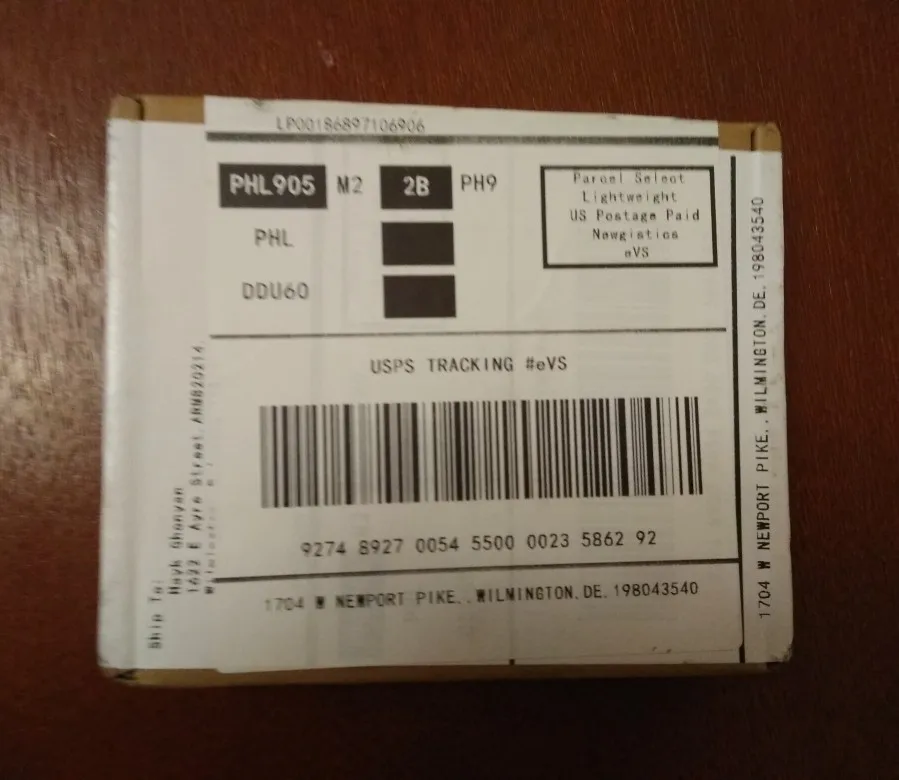 LP00186897106906
PHL905 M2 2B PH9
PHL
DDU60
Parcel Select
Lightweight
US Postage Paid
Newgistics
eVS
USPS TRACKING #eVS
9274 8927 0054 5500 0023 5862 92
1704 W NEWPORT PIKE,.WILMINGTON.DE.198043540
1704 W NEWPORT PIKE,.WILMINGTON.DE.198043540
Ship To:
Hayk
1622 E Ayre Street ARM820214